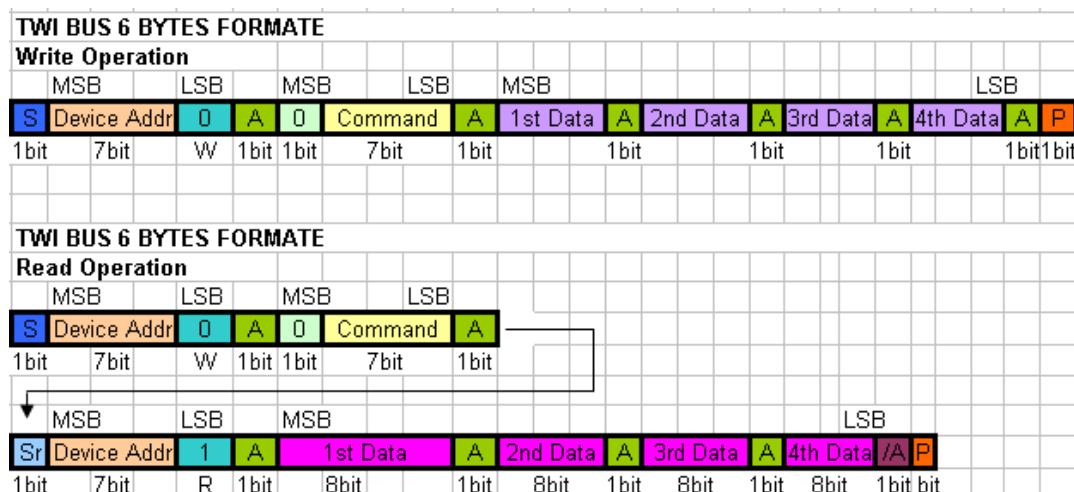 TWI BUS 6 BYTES FORMATE
Write Operation
MSB LSB MSB LSB MSB LSB
S Device Addr 0 A 0 Command A 1st Data A 2nd Data A 3rd Data A 4th Data A P
1bit 7bit W 1bit 1bit 7bit 1bit 1bit 1bit 1bit 1bit 1bit
TWI BUS 6 BYTES FORMATE
Read Operation
MSB LSB MSB LSB
S Device Addr 0 A 0 Command A
1bit 7bit W 1bit 1bit 7bit 1bit
MSB LSB MSB LSB
Sr Device Addr 1 A 1st Data A 2nd Data A 3rd Data A 4th Data /A P
1bit 7bit R 1bit 8bit 1bit 8bit 1bit 8bit 1bit 8bit 1bit bit